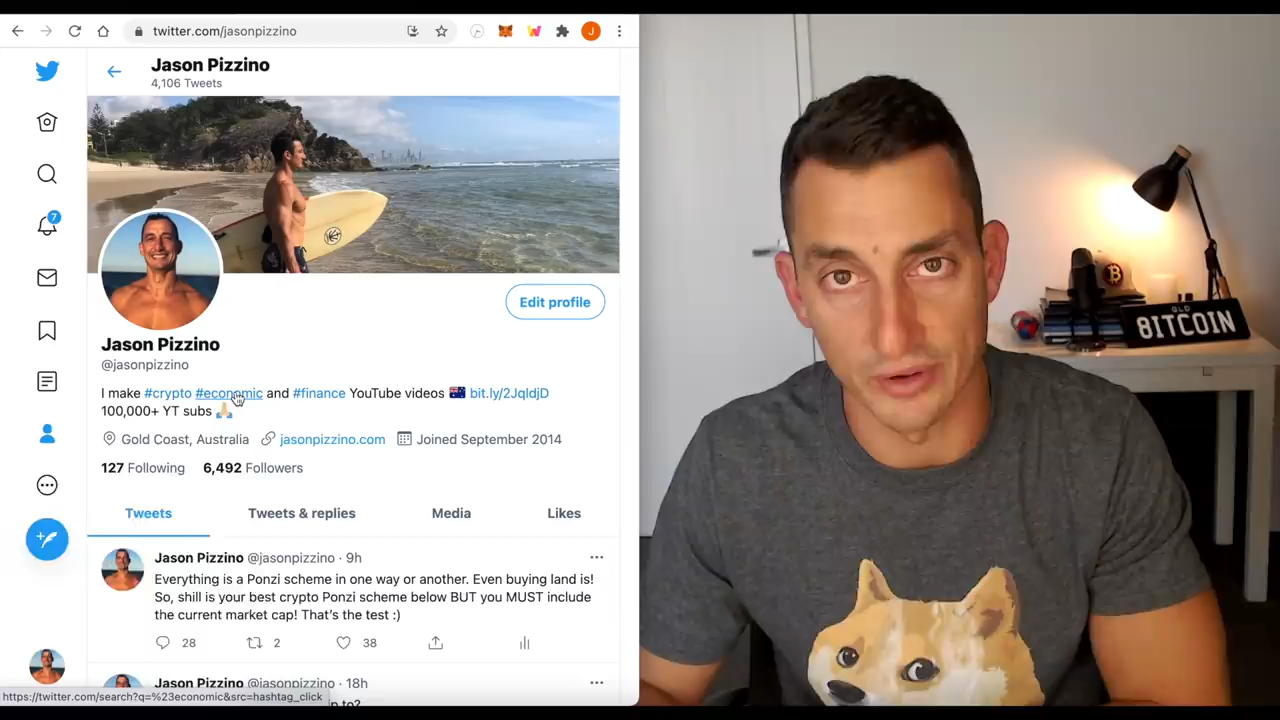 twitter.com/jasonpizzino
J
Jason Pizzino
4,106 Tweets
7
Edit profile
Jason Pizzino
@jasonpizzino
I make #crypto #economic and #finance YouTube videos 🇦🇺 bit.ly/2JqldjD
100,000+ YT subs 🙏🏼
Gold Coast, Australia jasonpizzino.com Joined September 2014
127 Following 6,492 Followers
Tweets Tweets & replies Media Likes
Jason Pizzino @jasonpizzino · 9h
Everything is a Ponzi scheme in one way or another. Even buying land is!
So, shill is your best crypto Ponzi scheme below BUT you MUST include
the current market cap! That's the test :)
28 2 38
Jason Pizzino @jasonpizzino · 18h
https://twitter.com/search?q=%23economic&src=hashtag_click
QLD
8ITCOIN